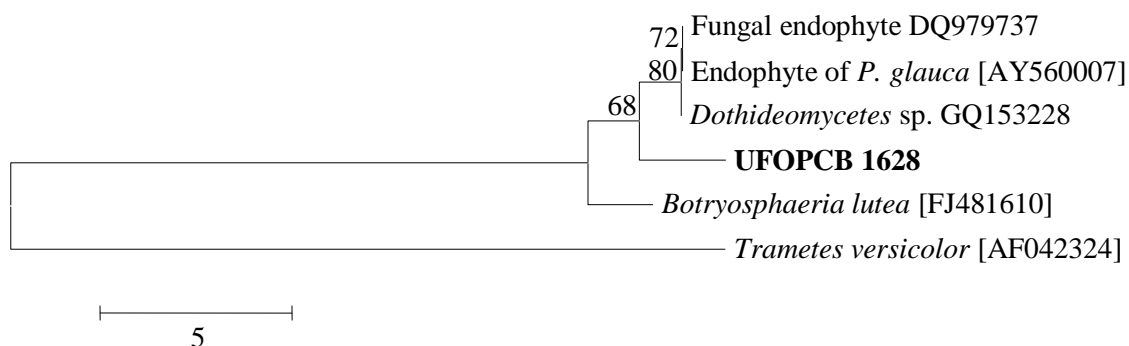 72 Fungal endophyte DQ979737
80 Endophyte of P. glauca [AY560007]
68
Dothideomycetes sp. GQ153228
UFOPCB 1628
Botryosphaeria lutea [FJ481610]
Trametes versicolor [AF042324]
5